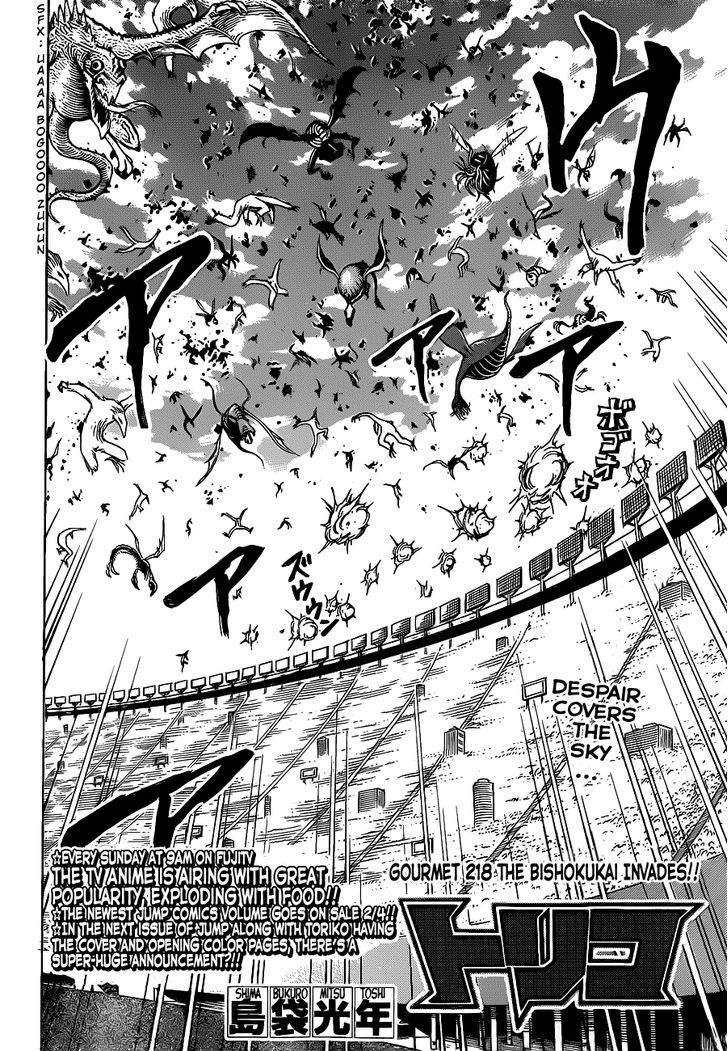 SFX: UAAAA BOGOOOO ZUUUN
ウ
ア
ア
ア
ア
ア
ボゴオオオ
ズウウウン
DESPAIR
COVERS
THE
SKY
...
☆EVERY SUNDAY AT 9AM ON FUJITV
THE TV ANIME IS AIRING WITH GREAT
POPULARITY, EXPLODING WITH FOOD!!
☆THE NEWEST JUMP COMICS VOLUME GOES ON SALE 2/4!!
☆IN THE NEXT ISSUE OF JUMP ALONG WITH TORIKO HAVING
THE COVER AND OPENING COLOR PAGES, THERE'S A
SUPER-HUGE ANNOUNCEMENT?!!
GOURMET 218 THE BISHOKUKAI INVADES!!
トリコ
SHIMA BUKURO MITSU TOSHI
島袋光年